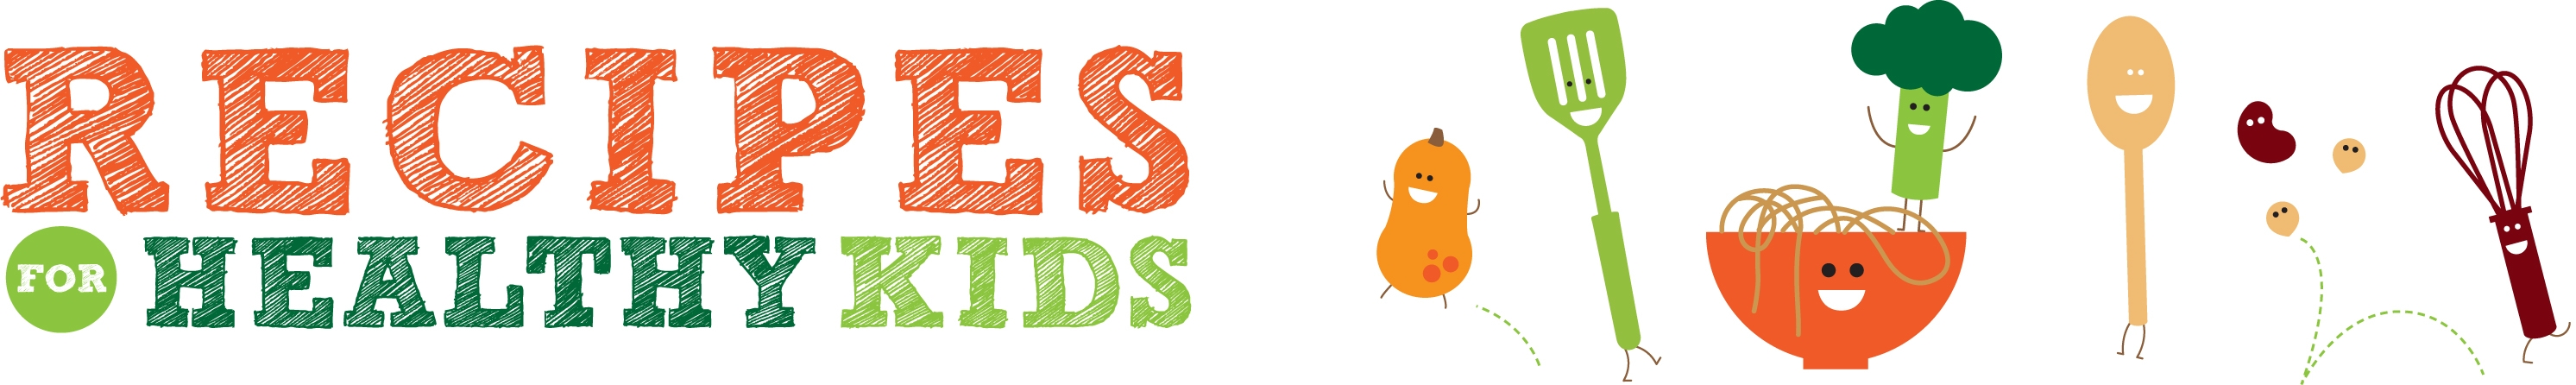 RECIPES
FOR HEALTHY KIDS